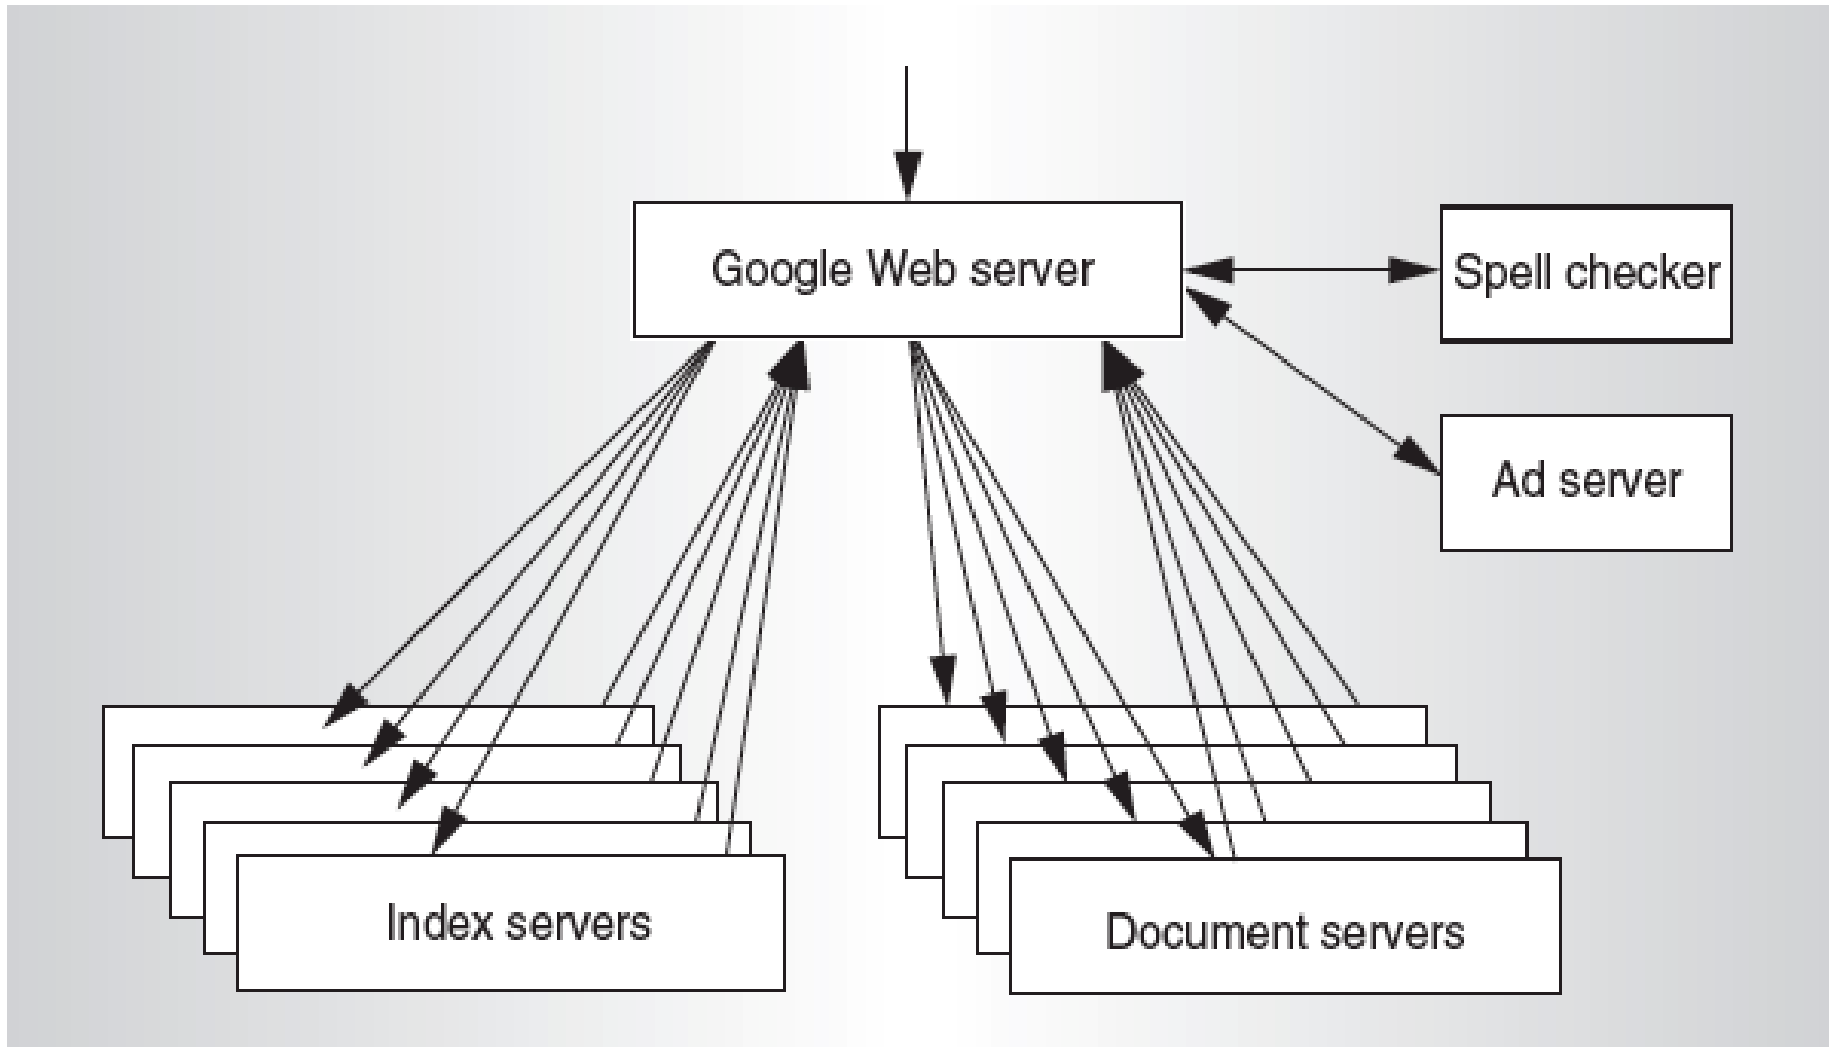 Google Web server
Spell checker
Ad server
Index servers
Document servers